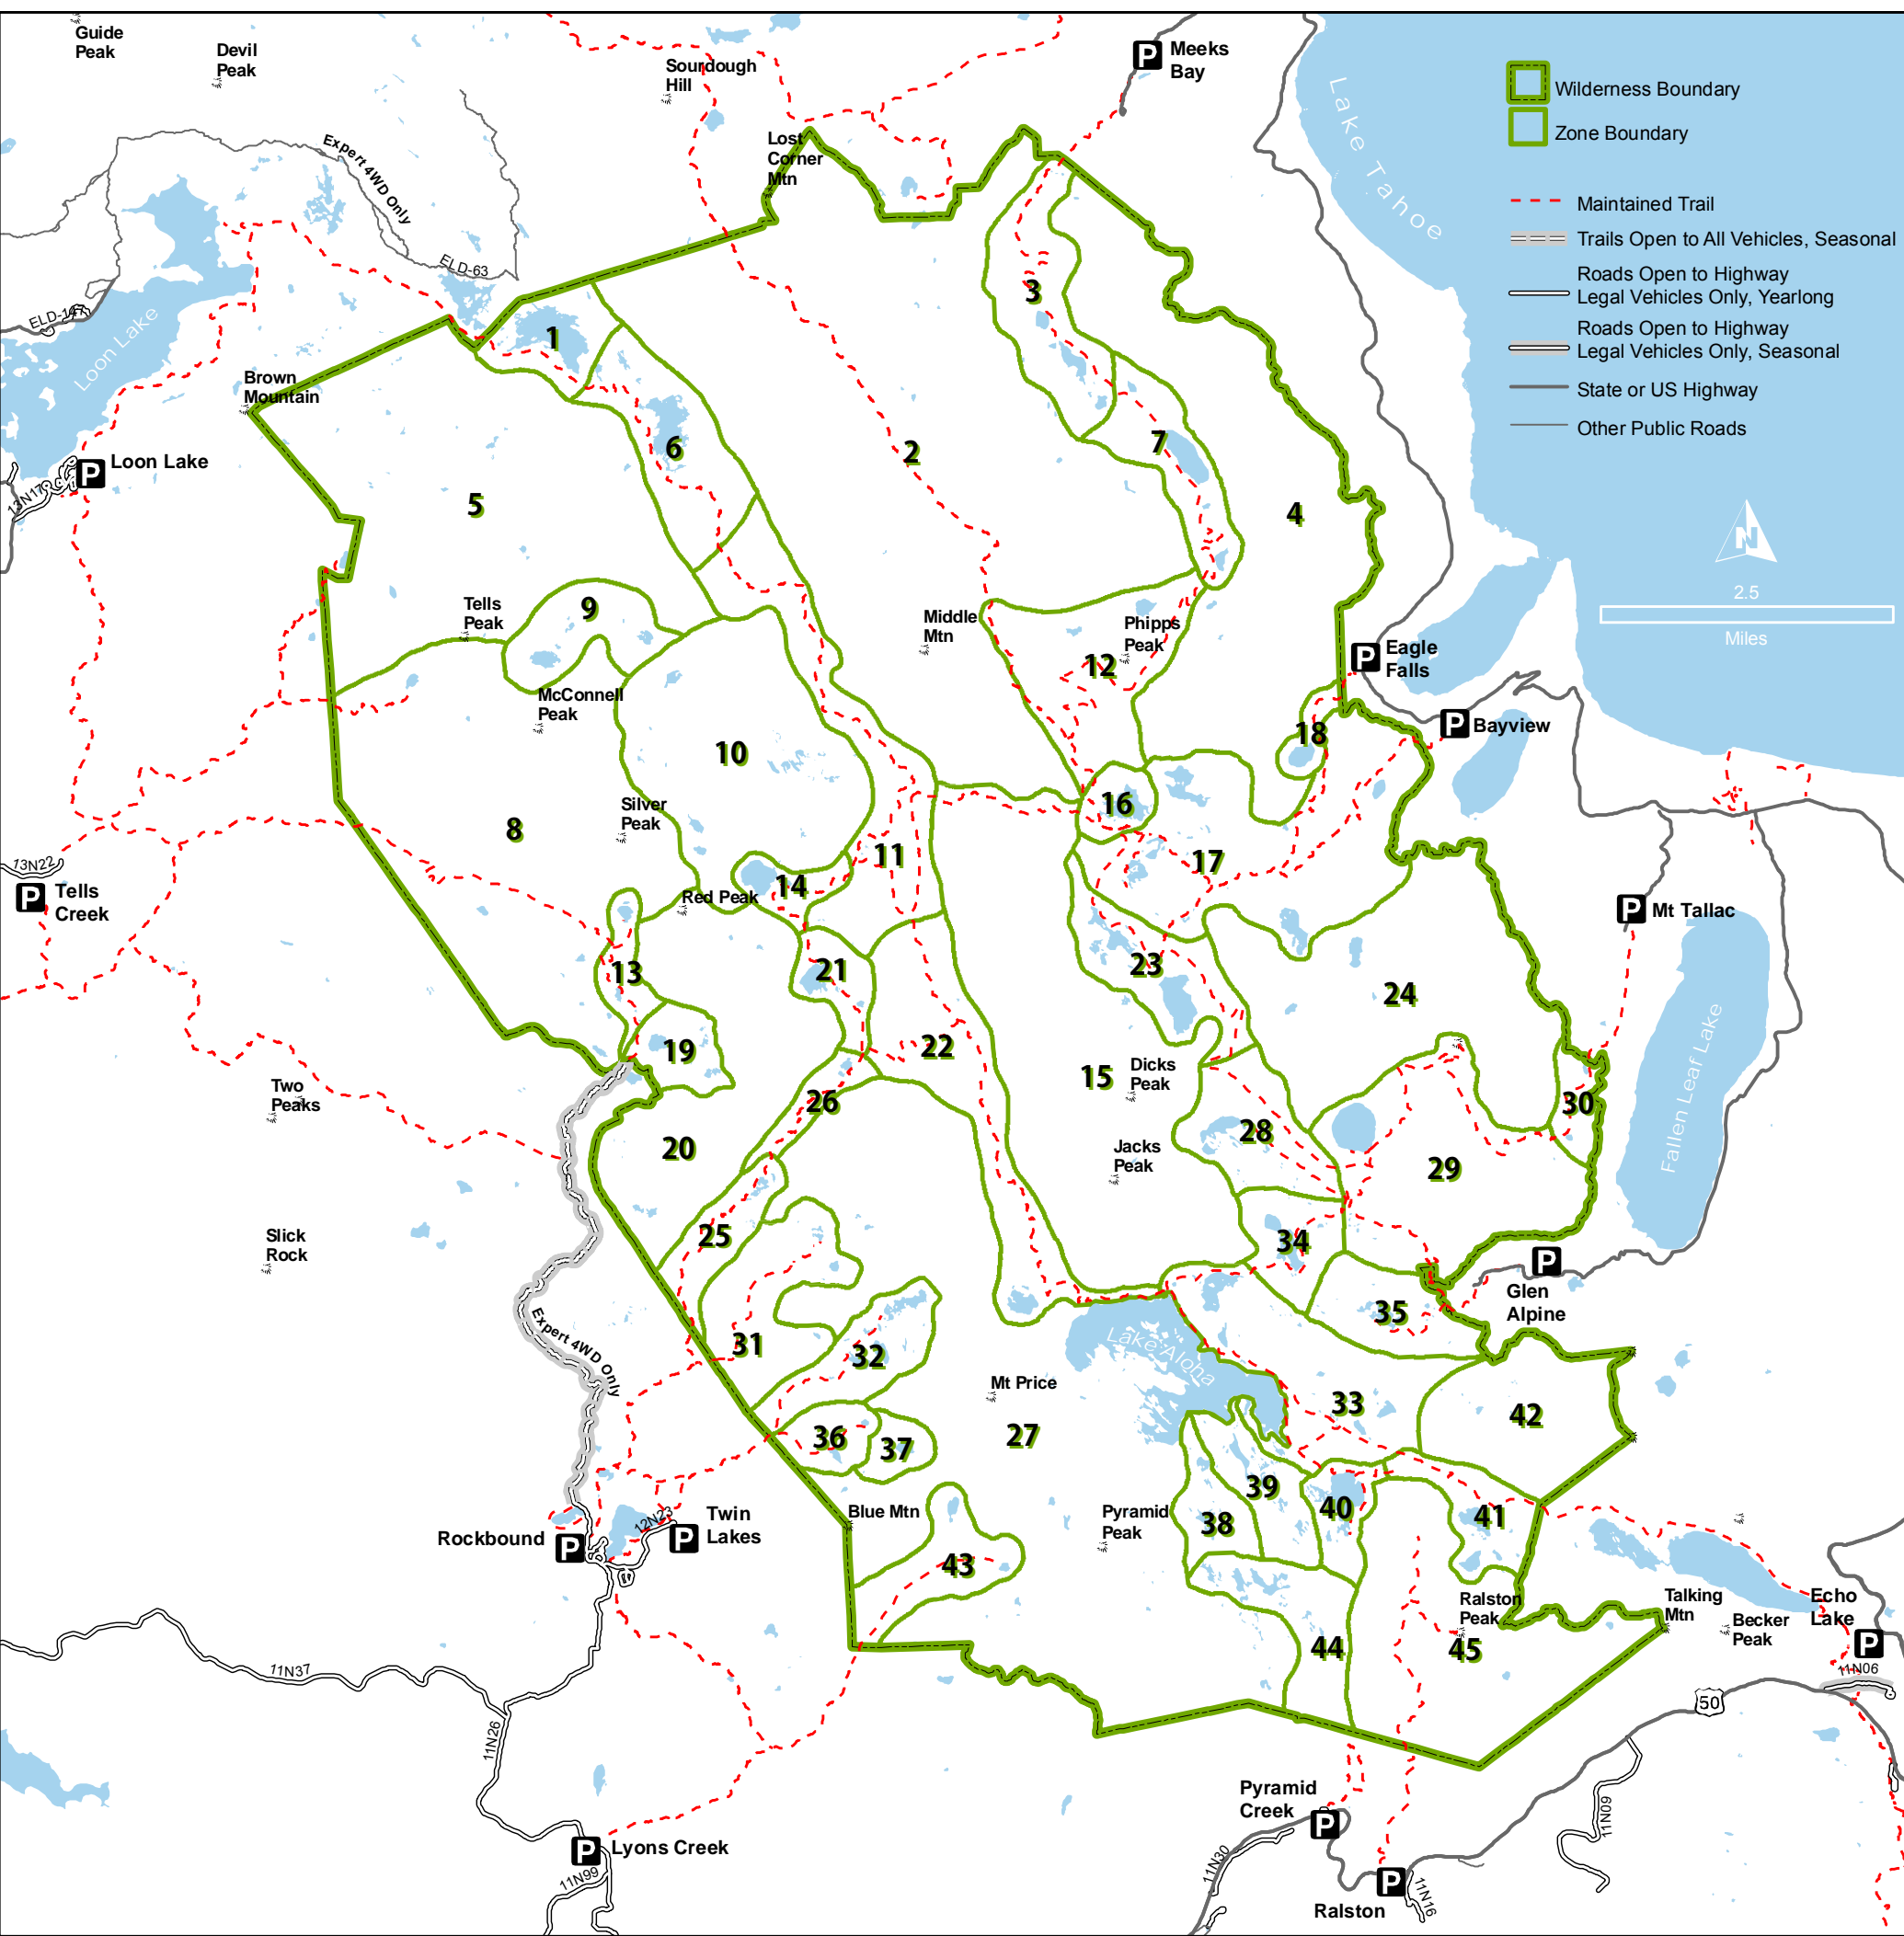 Guide
Peak
Devil
Peak
Sourdough
Hill
P
Meeks
Bay
Lake Tahoe
Wilderness Boundary
Zone Boundary
Maintained Trail
Trails Open to All Vehicles, Seasonal
Roads Open to Highway
Legal Vehicles Only, Yearlong
Roads Open to Highway
Legal Vehicles Only, Seasonal
State or US Highway
Other Public Roads
N
2.5
Miles
Expert 4WD Only
ELD-63
ELD-147
Loon Lake
Lost
Corner
Mtn
Brown
Mountain
P
Loon Lake
13N17
1
2
3
4
5
6
7
Tells
Peak
9
Middle
Mtn
Phipps
Peak
12
P
Eagle
Falls
McConnell
Peak
10
18
P
Bayview
Silver
Peak
8
16
17
11
13N22
P
Tells
Creek
14
Red Peak
P
Mt Tallac
13
21
23
24
Fallen Leaf Lake
19
22
15
Dicks
Peak
Two
Peaks
26
28
30
20
Jacks
Peak
29
25
34
Slick
Rock
P
Glen
Alpine
Expert 4WD Only
31
32
35
Lake Aloha
Mt Price
33
42
36
37
27
39
38
40
41
Blue Mtn
Pyramid
Peak
Rockbound
P
12N23
P
Twin
Lakes
43
Ralston
Peak
Talking
Mtn
Becker
Peak
Echo
Lake
P
44
45
11N06
50
11N37
11N26
Pyramid
Creek
P
11N09
11N30
P
Lyons Creek
11N99
P
Ralston
11N16